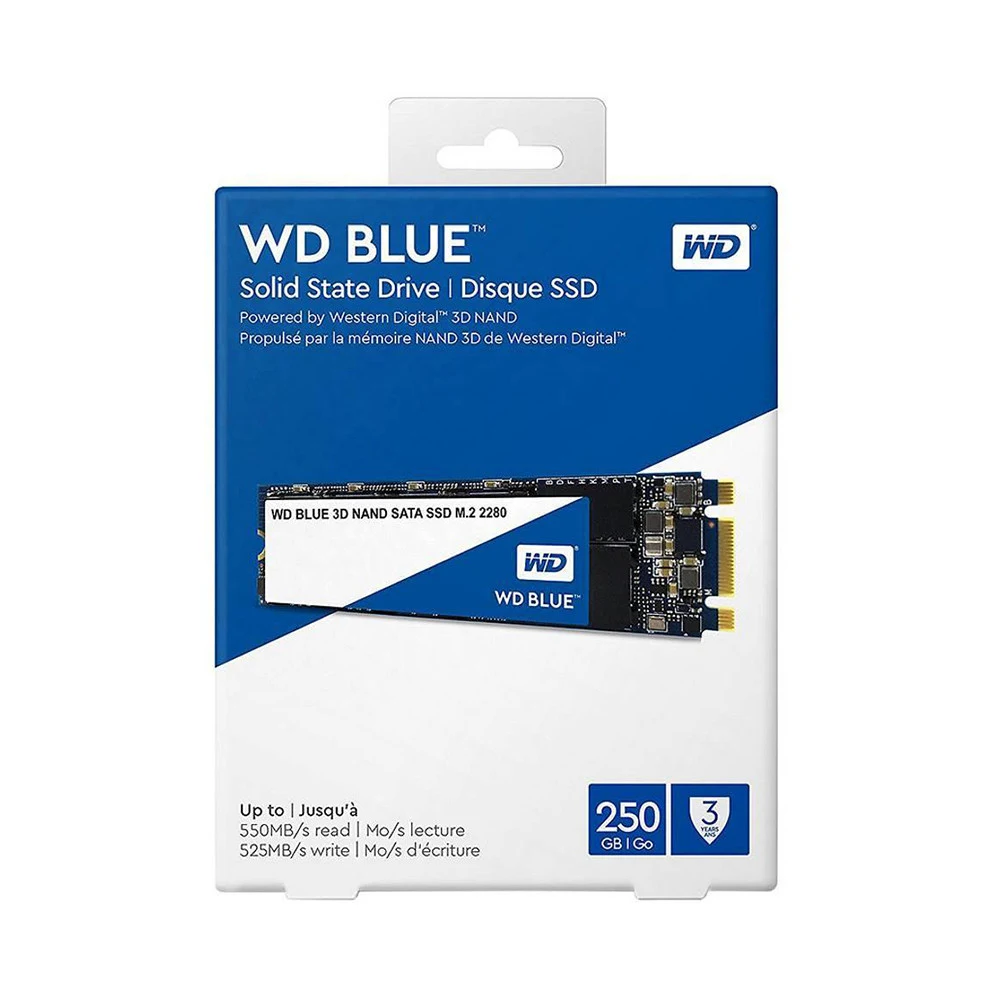 WD BLUE™
WD®
Solid State Drive | Disque SSD
Powered by Western Digital™ 3D NAND
Propulsé par la mémoire NAND 3D de Western Digital™
B D F H K M P T
WD BLUE 3D NAND SATA SSD M.2 2280
WD
WD BLUE™
B
M
Up to | Jusqu'à
550MB/s read | Mo/s lecture
525MB/s write | Mo/s d'écriture
250
GB | Go
3
YEARS
ANS